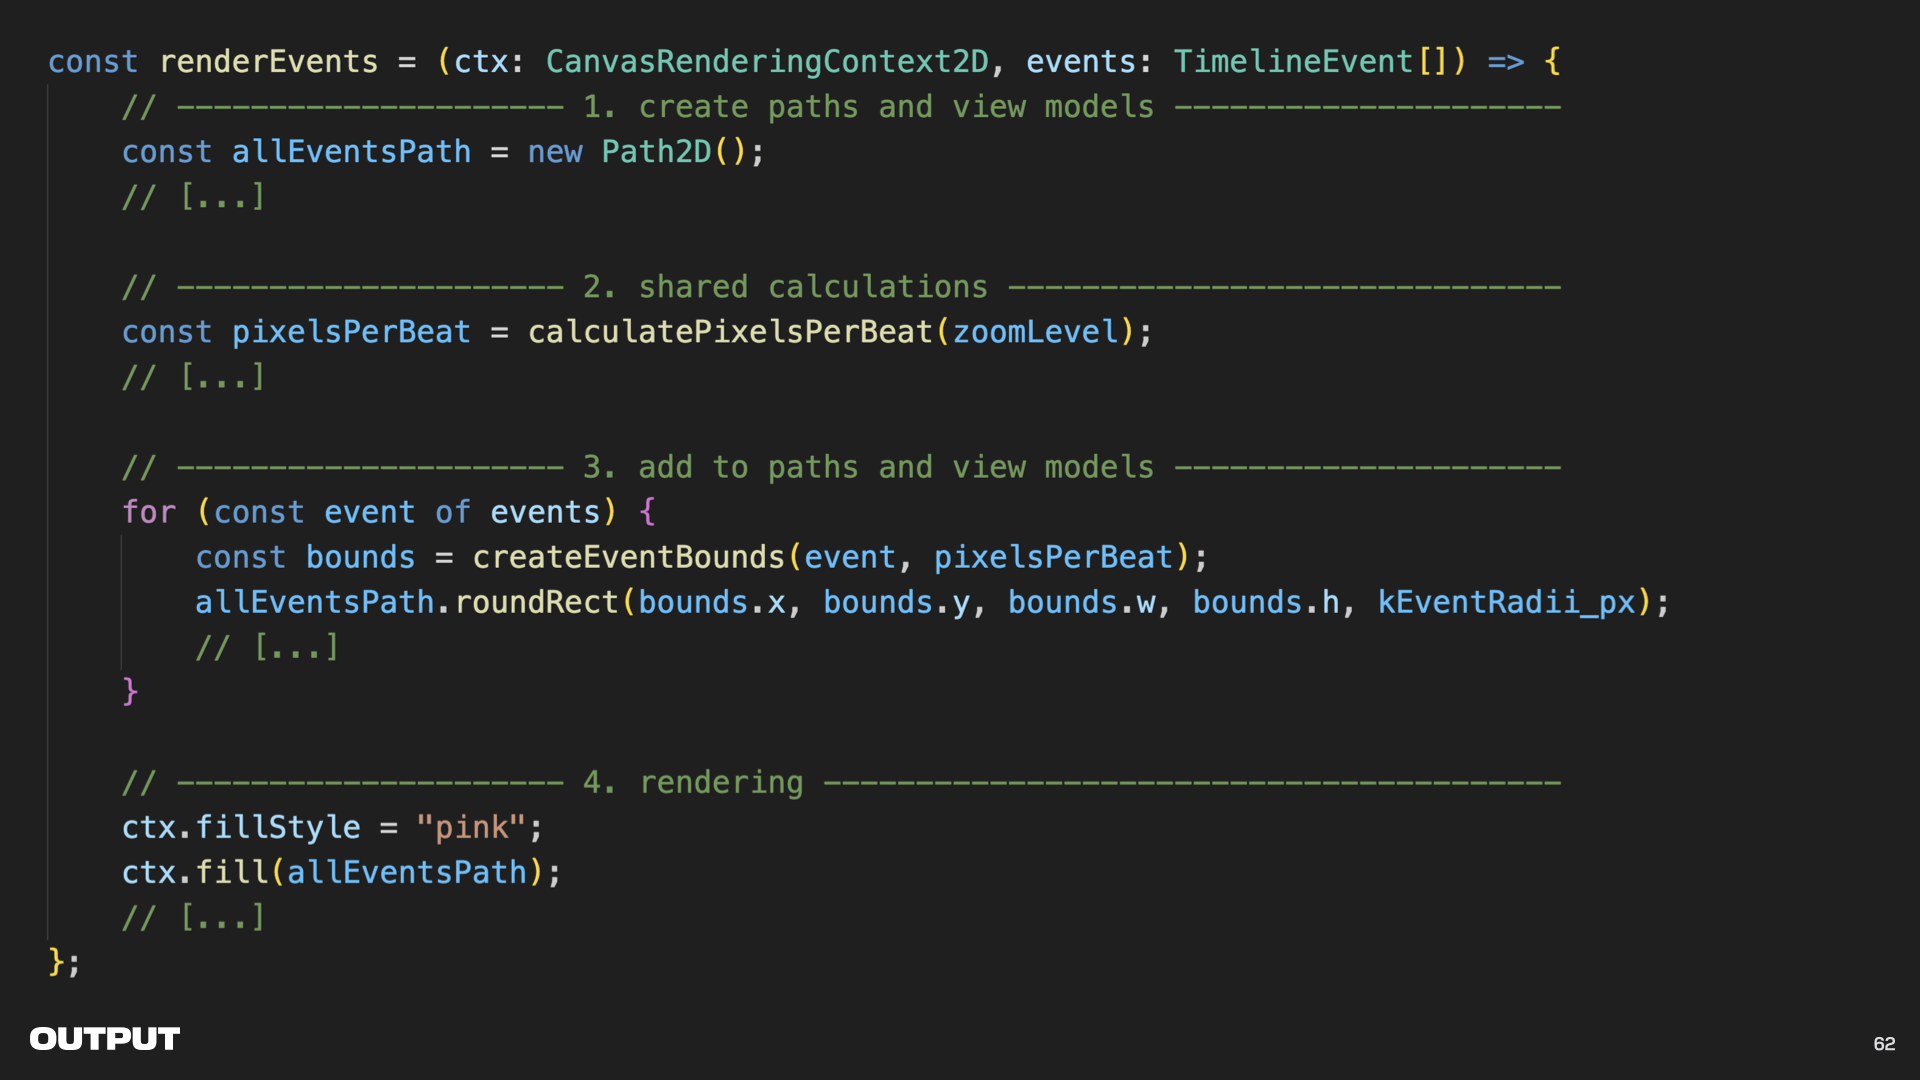 const renderEvents = (ctx: CanvasRenderingContext2D, events: TimelineEvent[]) => {
    // --------------------- 1. create paths and view models ---------------------
    const allEventsPath = new Path2D();
    // [...]

    // --------------------- 2. shared calculations ------------------------------
    const pixelsPerBeat = calculatePixelsPerBeat(zoomLevel);
    // [...]

    // --------------------- 3. add to paths and view models ---------------------
    for (const event of events) {
        const bounds = createEventBounds(event, pixelsPerBeat);
        allEventsPath.roundRect(bounds.x, bounds.y, bounds.w, bounds.h, kEventRadii_px);
        // [...]
    }

    // --------------------- 4. rendering ----------------------------------------
    ctx.fillStyle = "pink";
    ctx.fill(allEventsPath);
    // [...]
};
OUTPUT
62